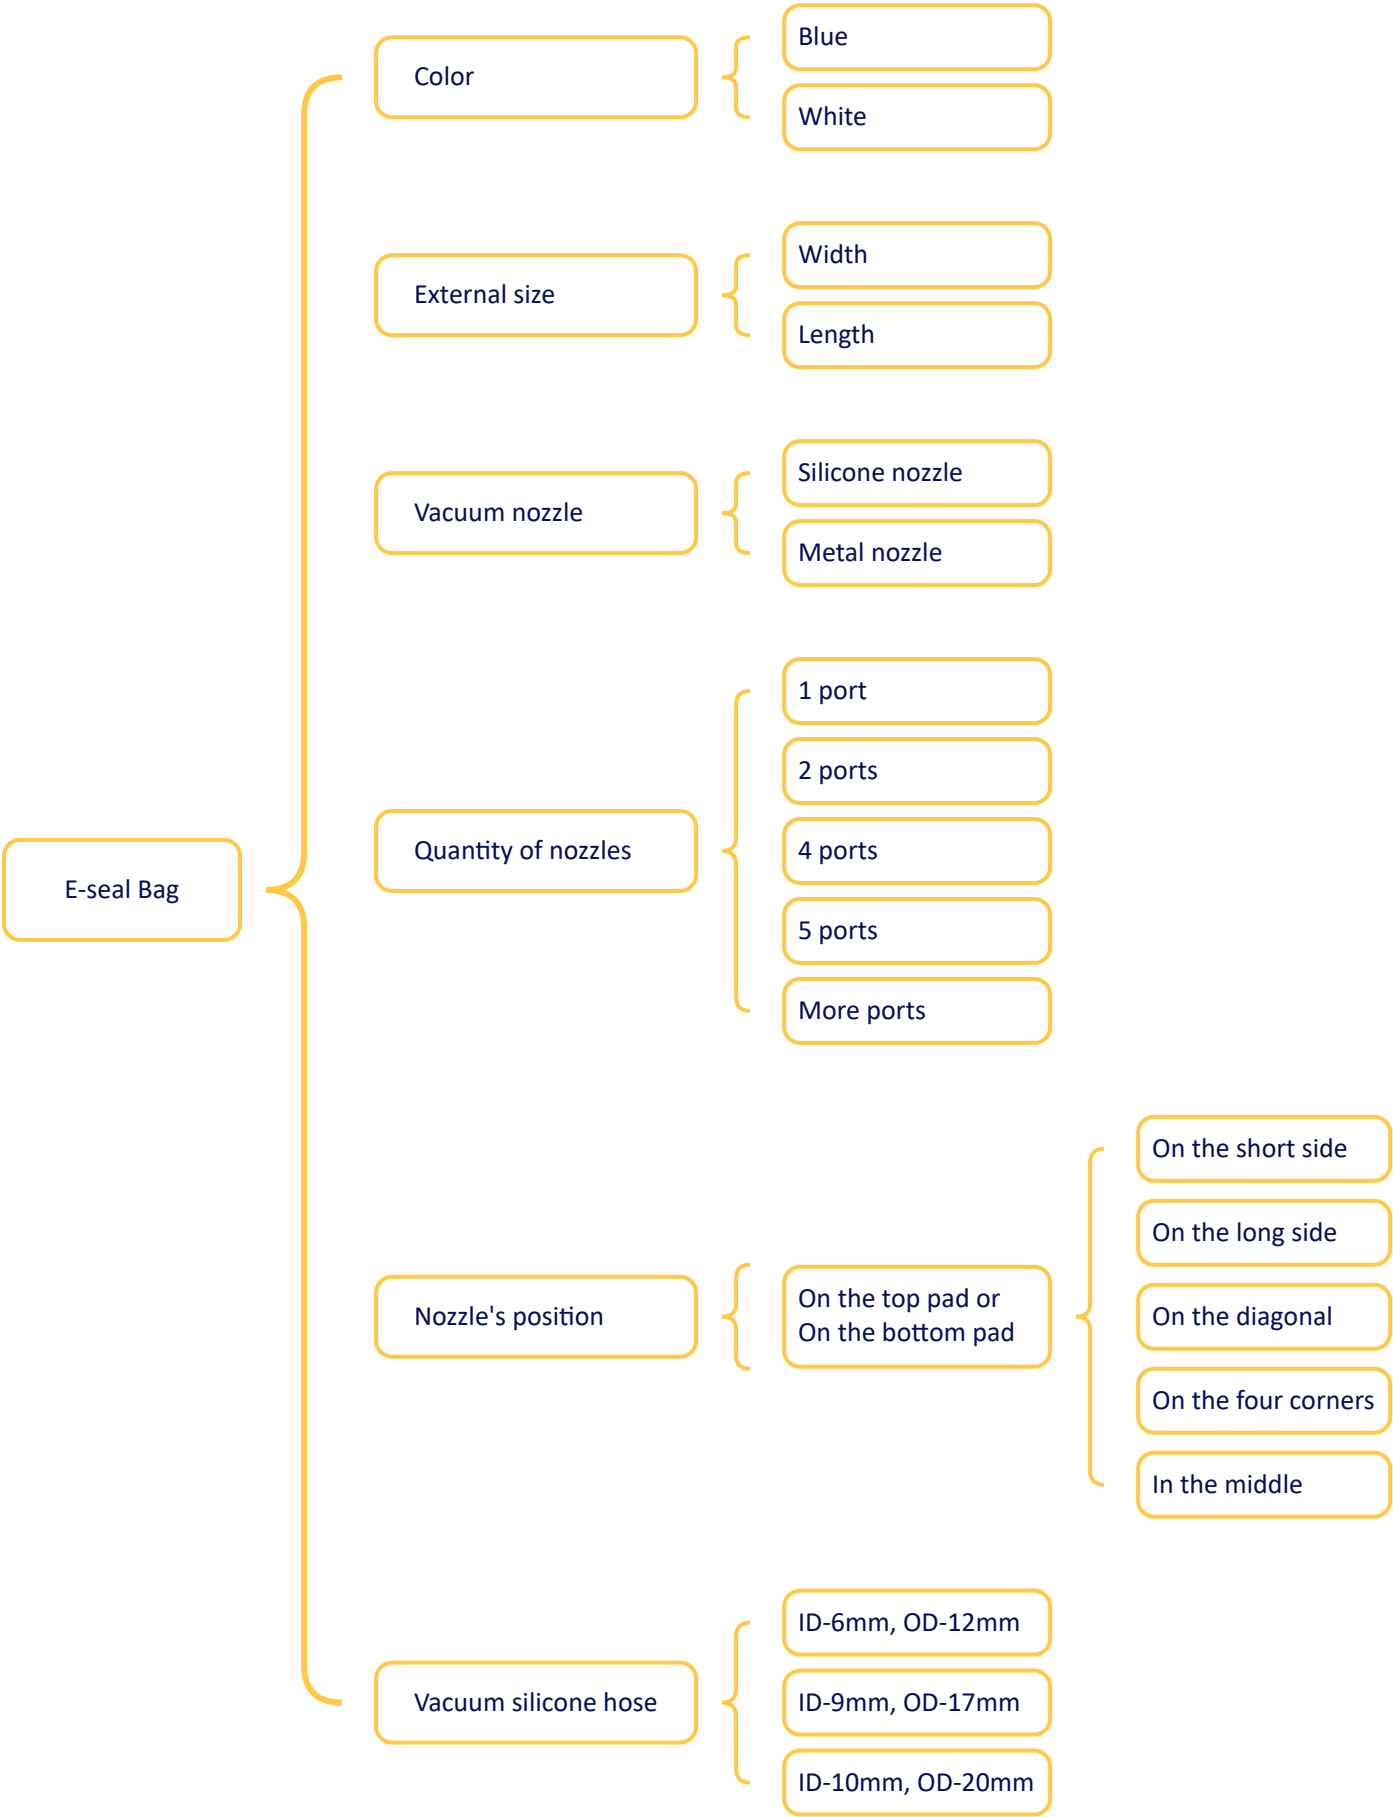 E-seal Bag
Color
Blue
White
External size
Width
Length
Vacuum nozzle
Silicone nozzle
Metal nozzle
Quantity of nozzles
1 port
2 ports
4 ports
5 ports
More ports
Nozzle's position
On the top pad or
On the bottom pad
On the short side
On the long side
On the diagonal
On the four corners
In the middle
Vacuum silicone hose
ID-6mm, OD-12mm
ID-9mm, OD-17mm
ID-10mm, OD-20mm